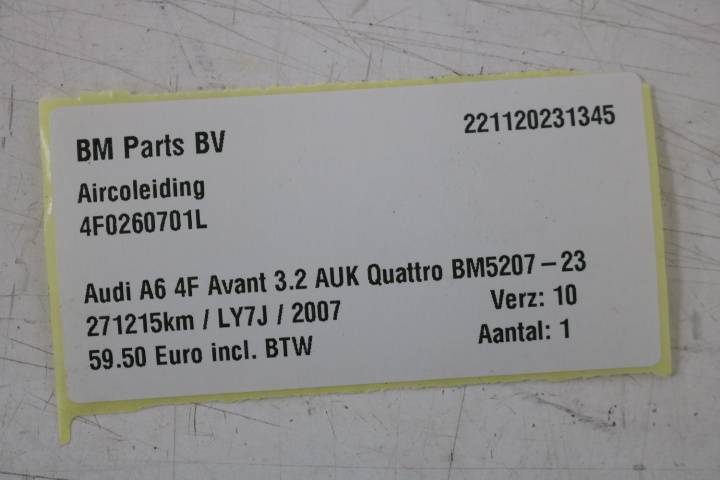 BM Parts BV 221120231345
Aircoleiding
4F0260701L
Audi A6 4F Avant 3.2 AUK Quattro BM5207-23
271215km / LY7J / 2007 Verz: 10
59.50 Euro incl. BTW Aantal: 1